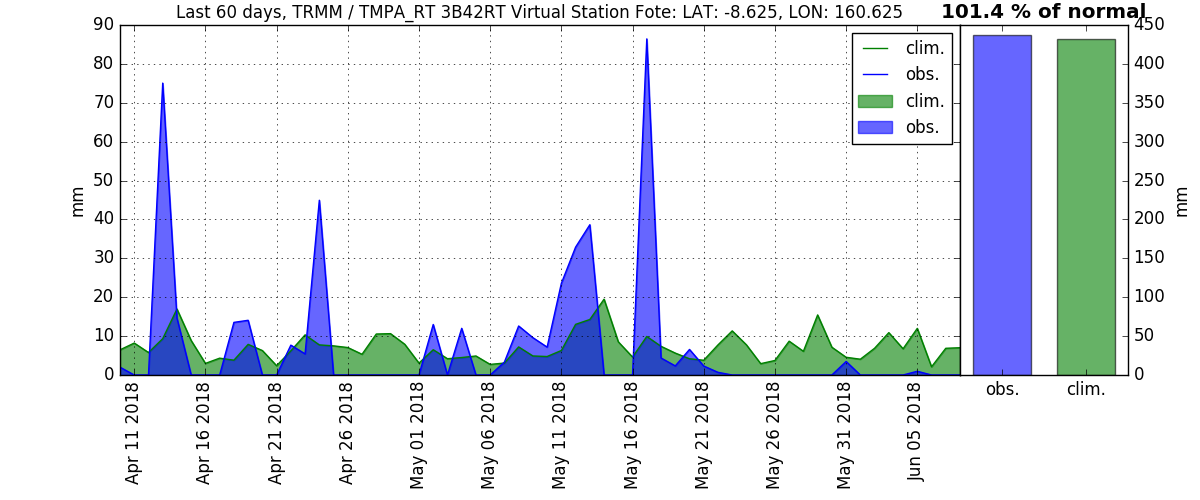 Last 60 days, TRMM / TMPA_RT 3B42RT Virtual Station Fote: LAT: -8.625, LON: 160.625
101.4 % of normal
90
80
70
60
50
40
30
20
10
0
mm
clim.
obs.
clim.
obs.
450
400
350
300
250
200
150
100
50
0
mm
Apr 11 2018
Apr 16 2018
Apr 21 2018
Apr 26 2018
May 01 2018
May 06 2018
May 11 2018
May 16 2018
May 21 2018
May 26 2018
May 31 2018
Jun 05 2018
obs.
clim.